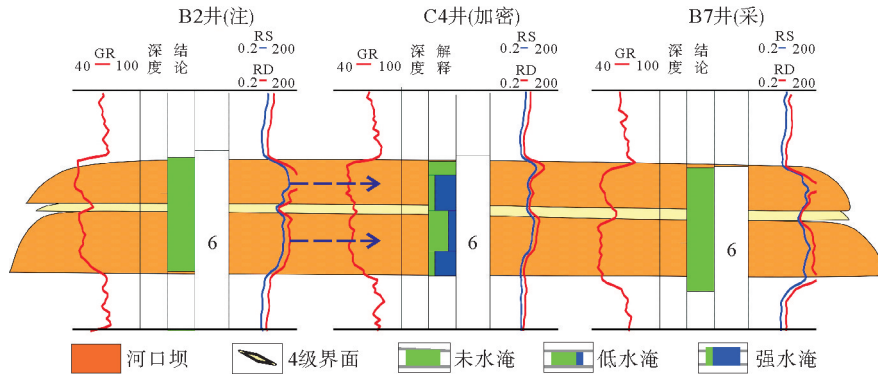 B2井(注) C4井(加密) B7井(采)
GR 40 100 深度 结论 RS 0.2 200 RD 0.2 200
GR 40 100 深度 解释 RS 0.2 200 RD 0.2 200
GR 40 100 深度 结论 RS 0.2 200 RD 0.2 200
6 6 6
河口坝 4级界面 未水淹 低水淹 强水淹